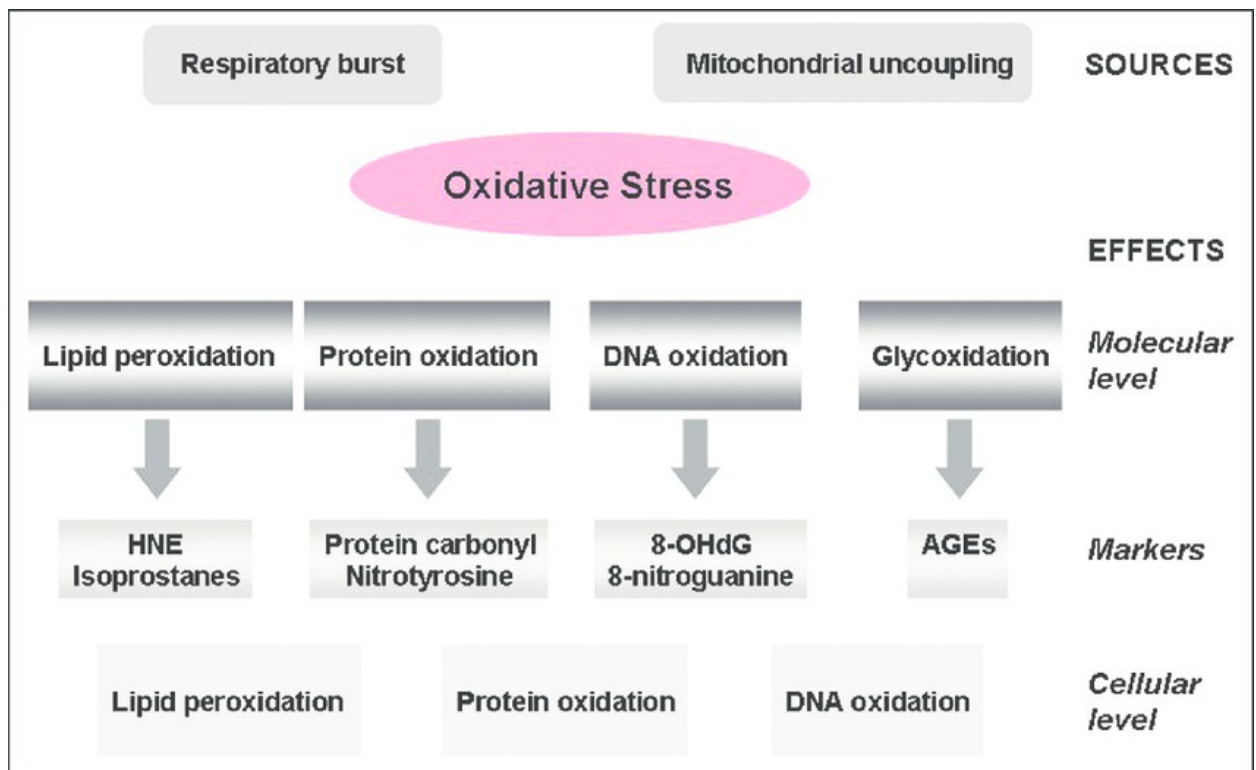 Respiratory burst
Mitochondrial uncoupling
SOURCES
Oxidative Stress
EFFECTS
Lipid peroxidation
Protein oxidation
DNA oxidation
Glycoxidation
Molecular
level
HNE
Isoprostanes
Protein carbonyl
Nitrotyrosine
8-OHdG
8-nitroguanine
AGEs
Markers
Lipid peroxidation
Protein oxidation
DNA oxidation
Cellular
level